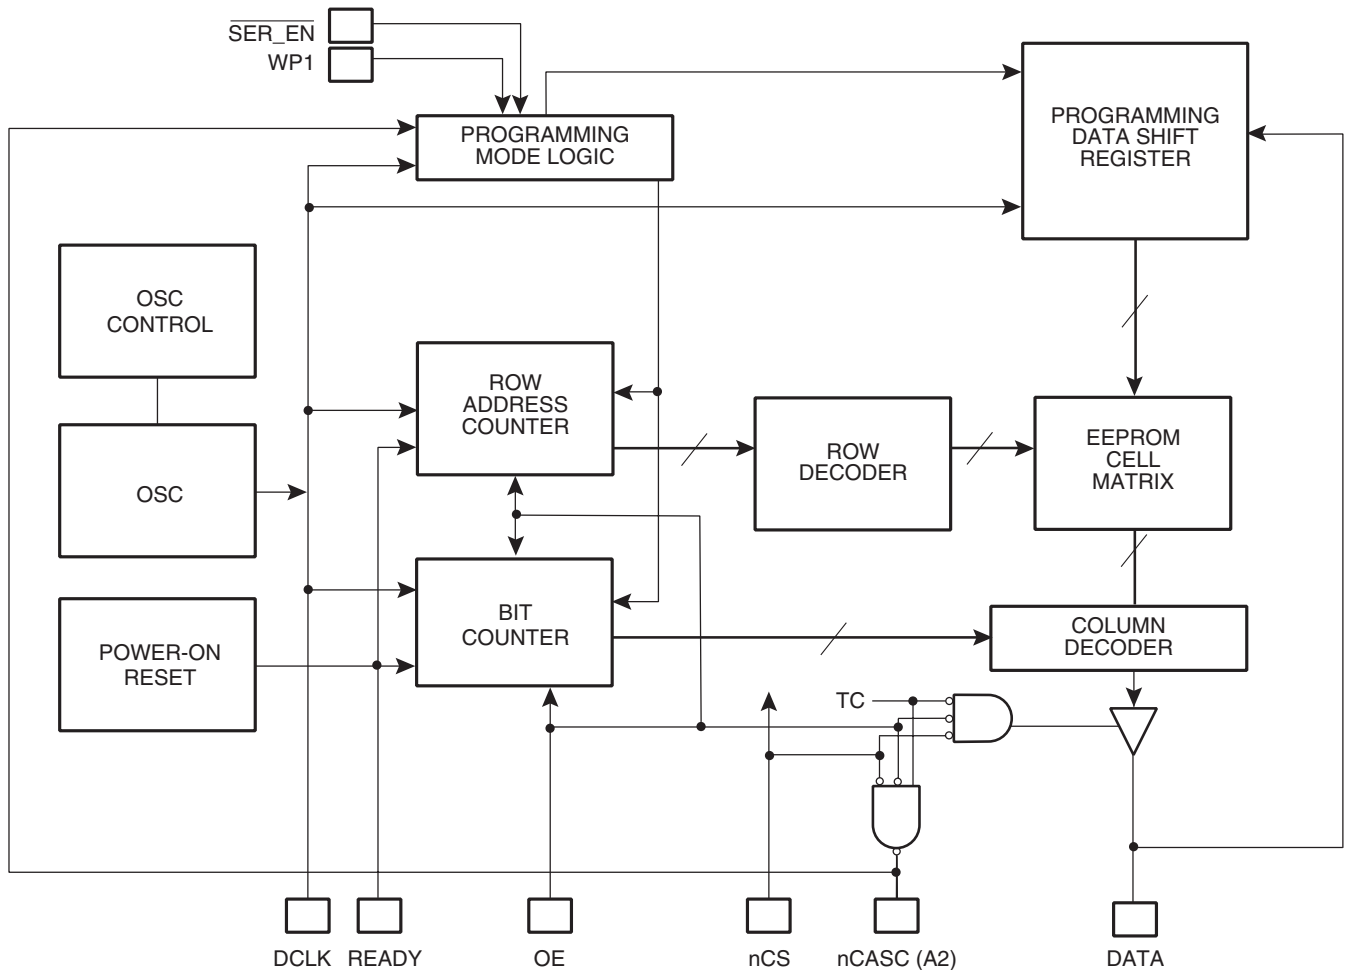 SER_EN
WP1
PROGRAMMING
MODE LOGIC
PROGRAMMING
DATA SHIFT
REGISTER
OSC
CONTROL
ROW
ADDRESS
COUNTER
ROW
DECODER
EEPROM
CELL
MATRIX
OSC
BIT
COUNTER
COLUMN
DECODER
POWER-ON
RESET
TC
DCLK
READY
OE
nCS
nCASC (A2)
DATA